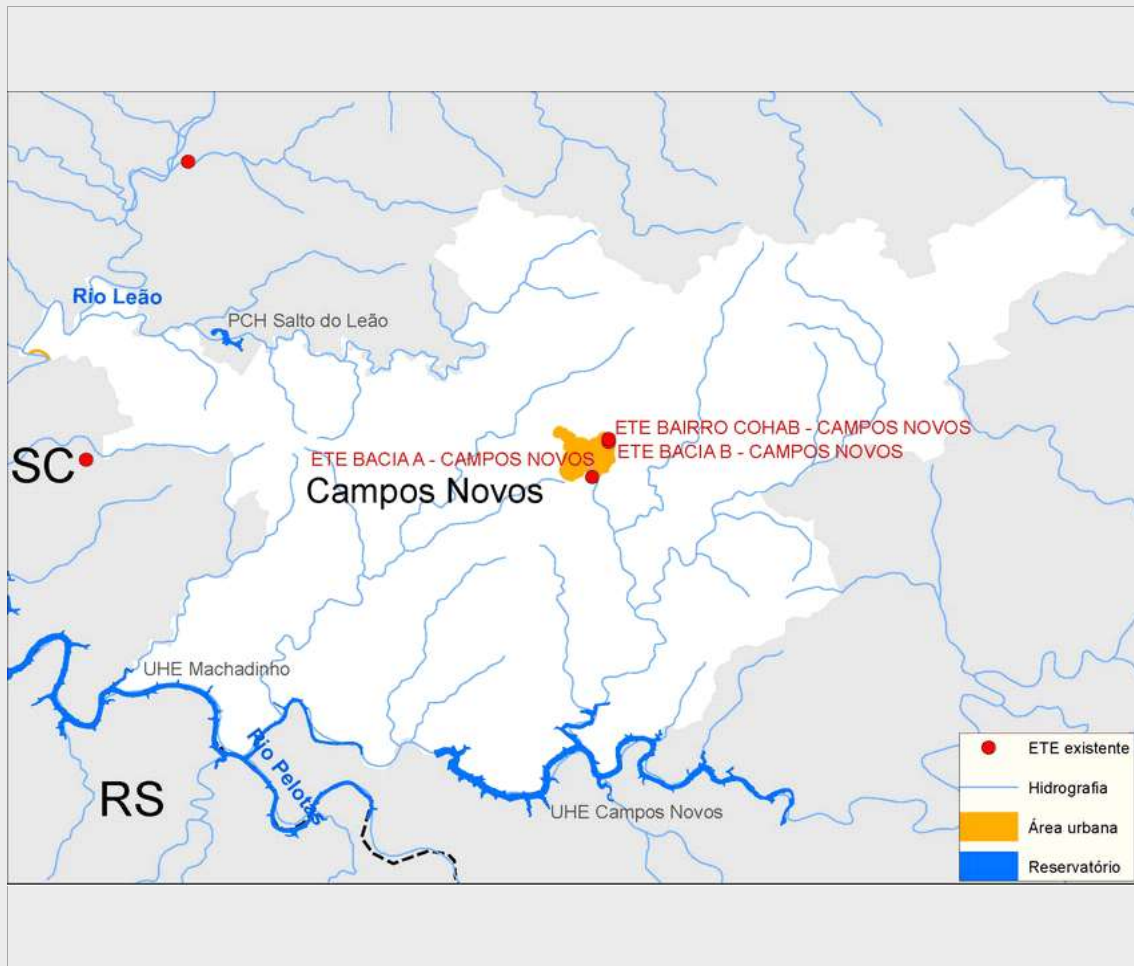 Rio Leão
PCH Salto do Leão
ETE BAIRRO COHAB - CAMPOS NOVOS
ETE BACIA B - CAMPOS NOVOS
ETE BACIA A - CAMPOS NOVOS
SC
Campos Novos
UHE Machadinho
Rio Pelotas
RS
UHE Campos Novos
ETE existente
Hidrografia
Área urbana
Reservatório